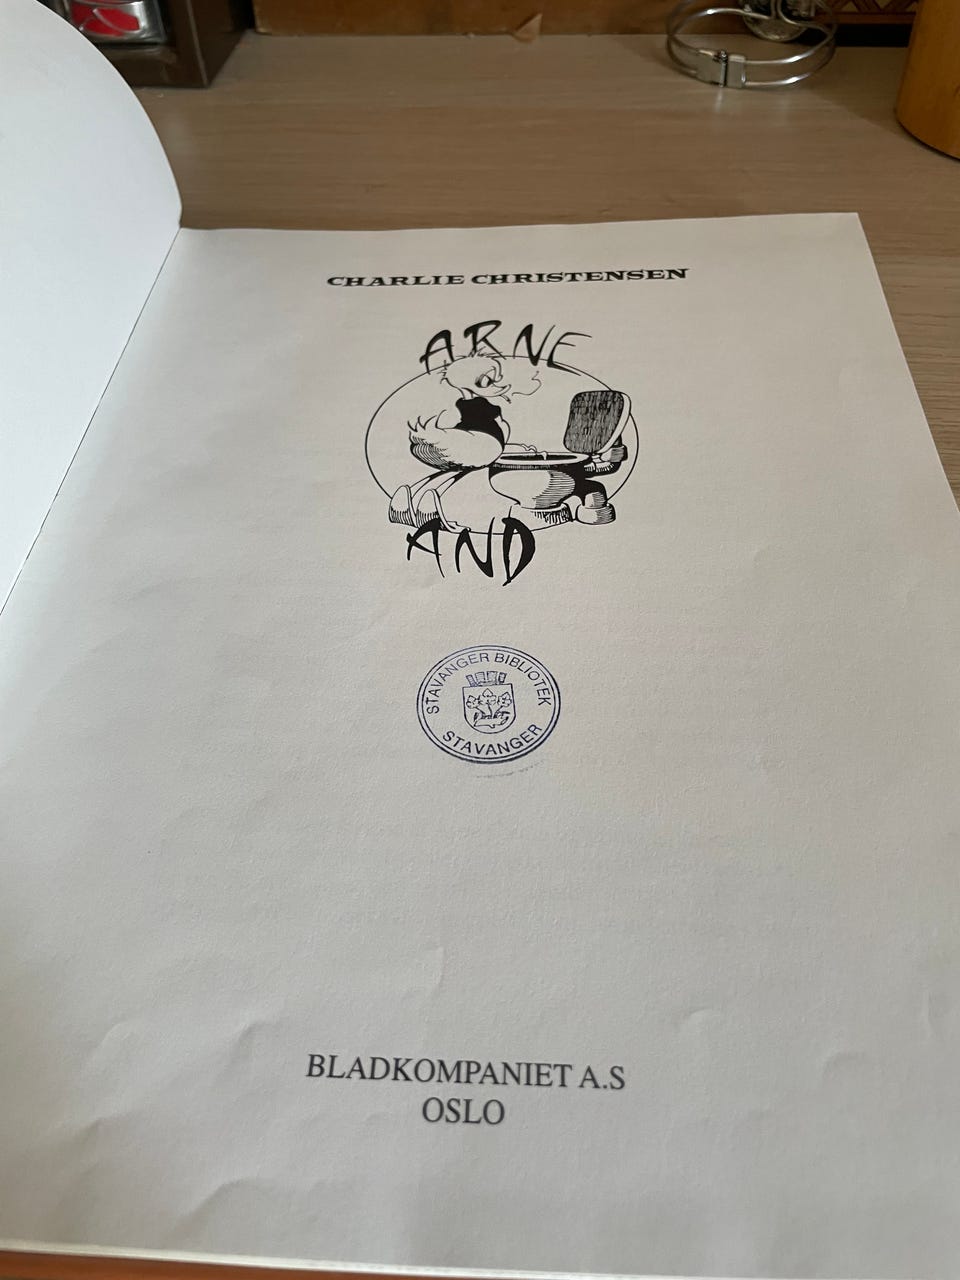 CHARLIE CHRISTENSEN
ARNE
AND
STAVANGER BIBLIOTEK
STAVANGER
BLADKOMPANIET A.S
OSLO